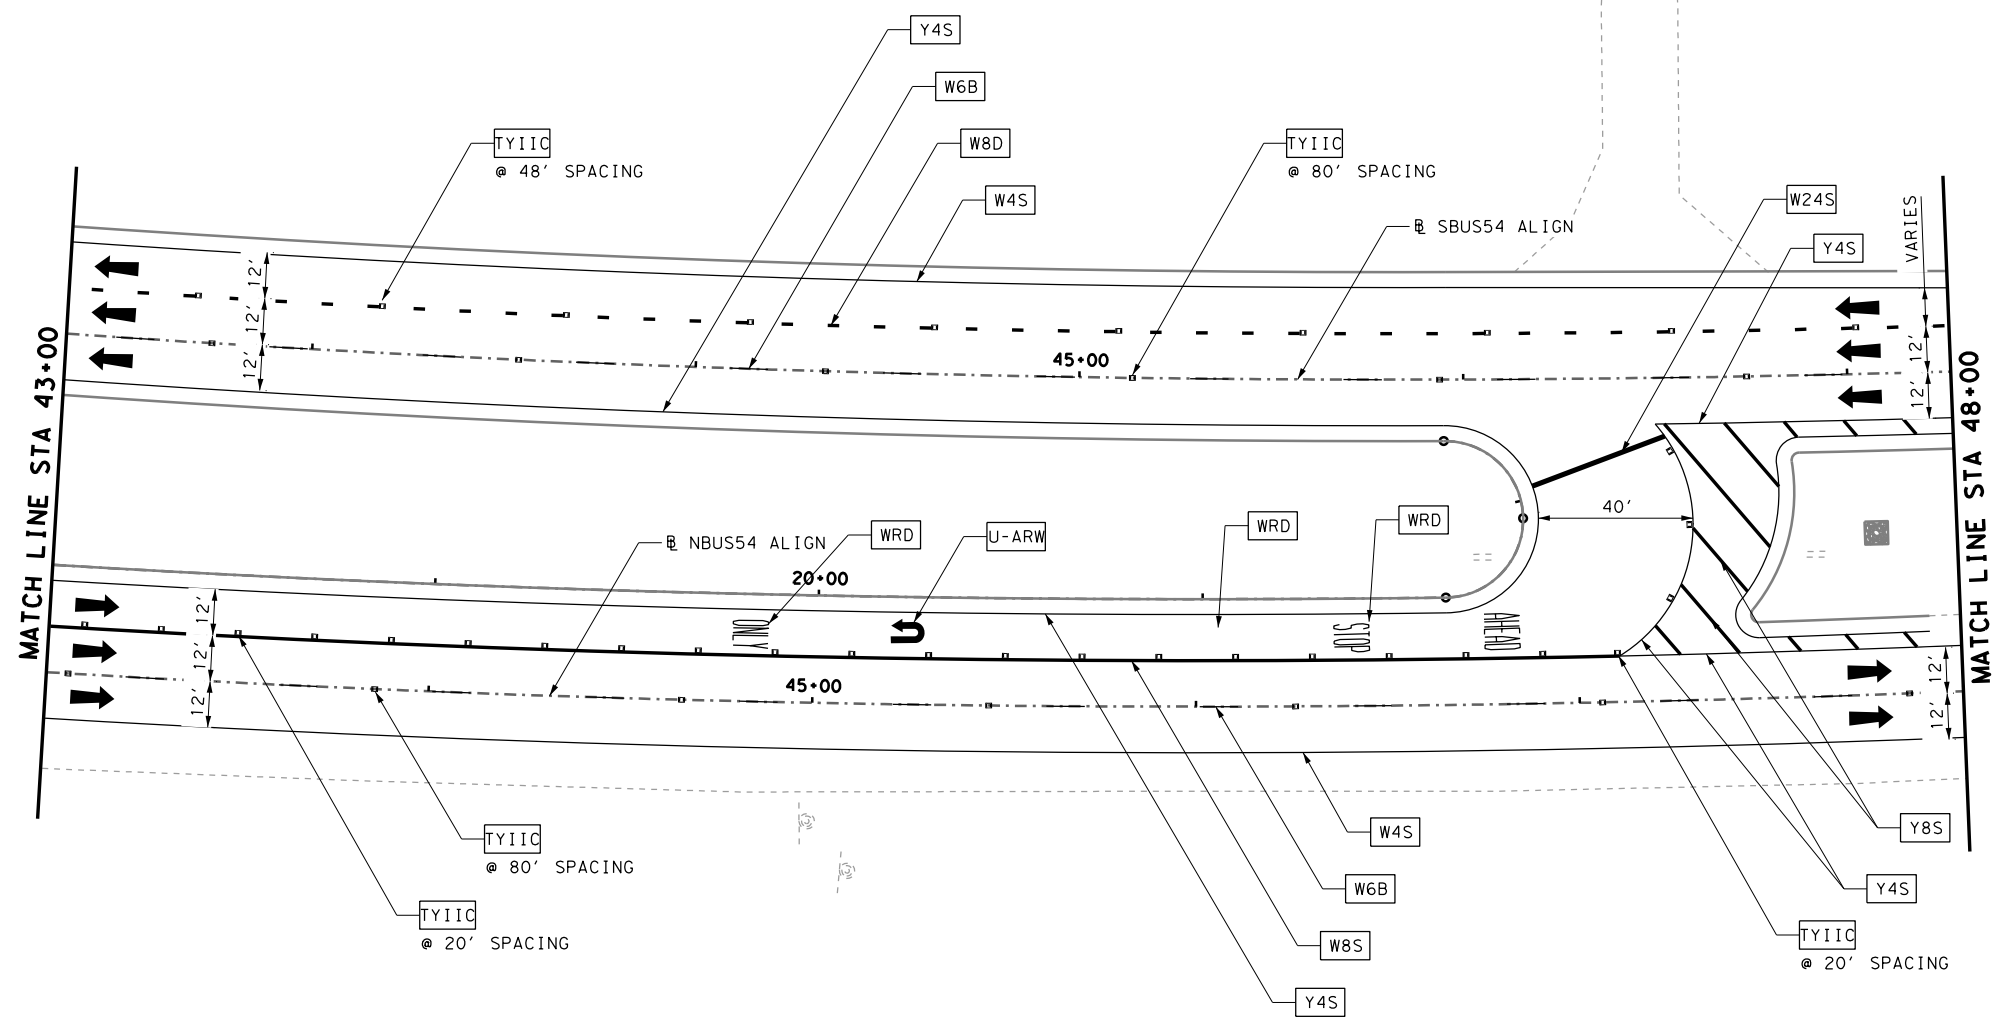 Y4S
W6B
TYIIC
@ 48' SPACING
W8D
TYIIC
@ 80' SPACING
W4S
W24S
℄ SBUS54 ALIGN
Y4S
VARIES
12'
12'
12'
12'
12'
45+00
MATCH LINE STA 43+00
MATCH LINE STA 48+00
40'
WRD
WRD
WRD
U-ARW
℄ NBUS54 ALIGN
20+00
12'
12'
12'
ONLY
STOP
AHEAD
45+00
12'
12'
TYIIC
@ 80' SPACING
W4S
Y8S
W6B
Y4S
TYIIC
@ 20' SPACING
W8S
TYIIC
@ 20' SPACING
Y4S